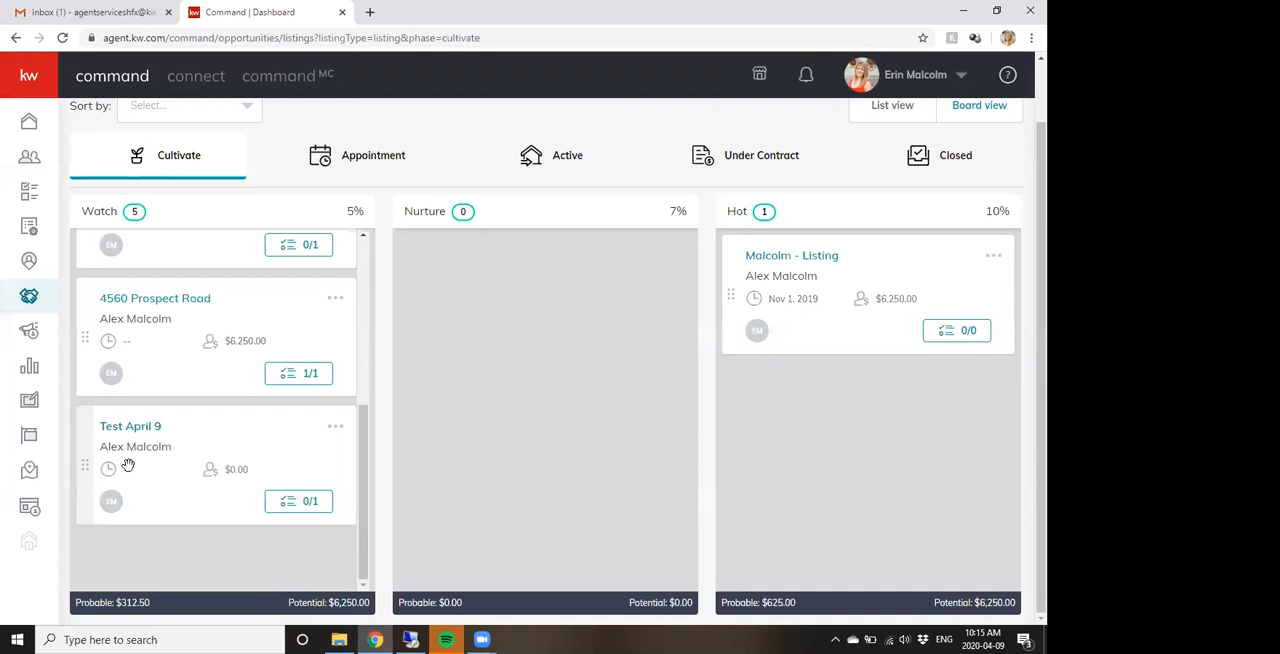 inbox (1) - agentserviceshfx@kw
kw Command | Dashboard
agent.kw.com/command/opportunities/listings?listingType=listing&phase=cultivate
kw command connect command MC Erin Malcolm ?
Sort by: Select... List view Board view
Cultivate Appointment Active Under Contract Closed
Watch 5 5% Nurture 0 7% Hot 1 10%
EM 0/1
4560 Prospect Road
Alex Malcolm
-- $6,250.00
EM 1/1
Test April 9
Alex Malcolm
$0.00
EM 0/1
Malcolm - Listing
Alex Malcolm
Nov 1, 2019 $6,250.00
EM 0/0
Probable: $312.50 Potential: $6,250.00 Probable: $0.00 Potential: $0.00 Probable: $625.00 Potential: $6,250.00
Type here to search ENG 10:15 AM
2020-04-09 3